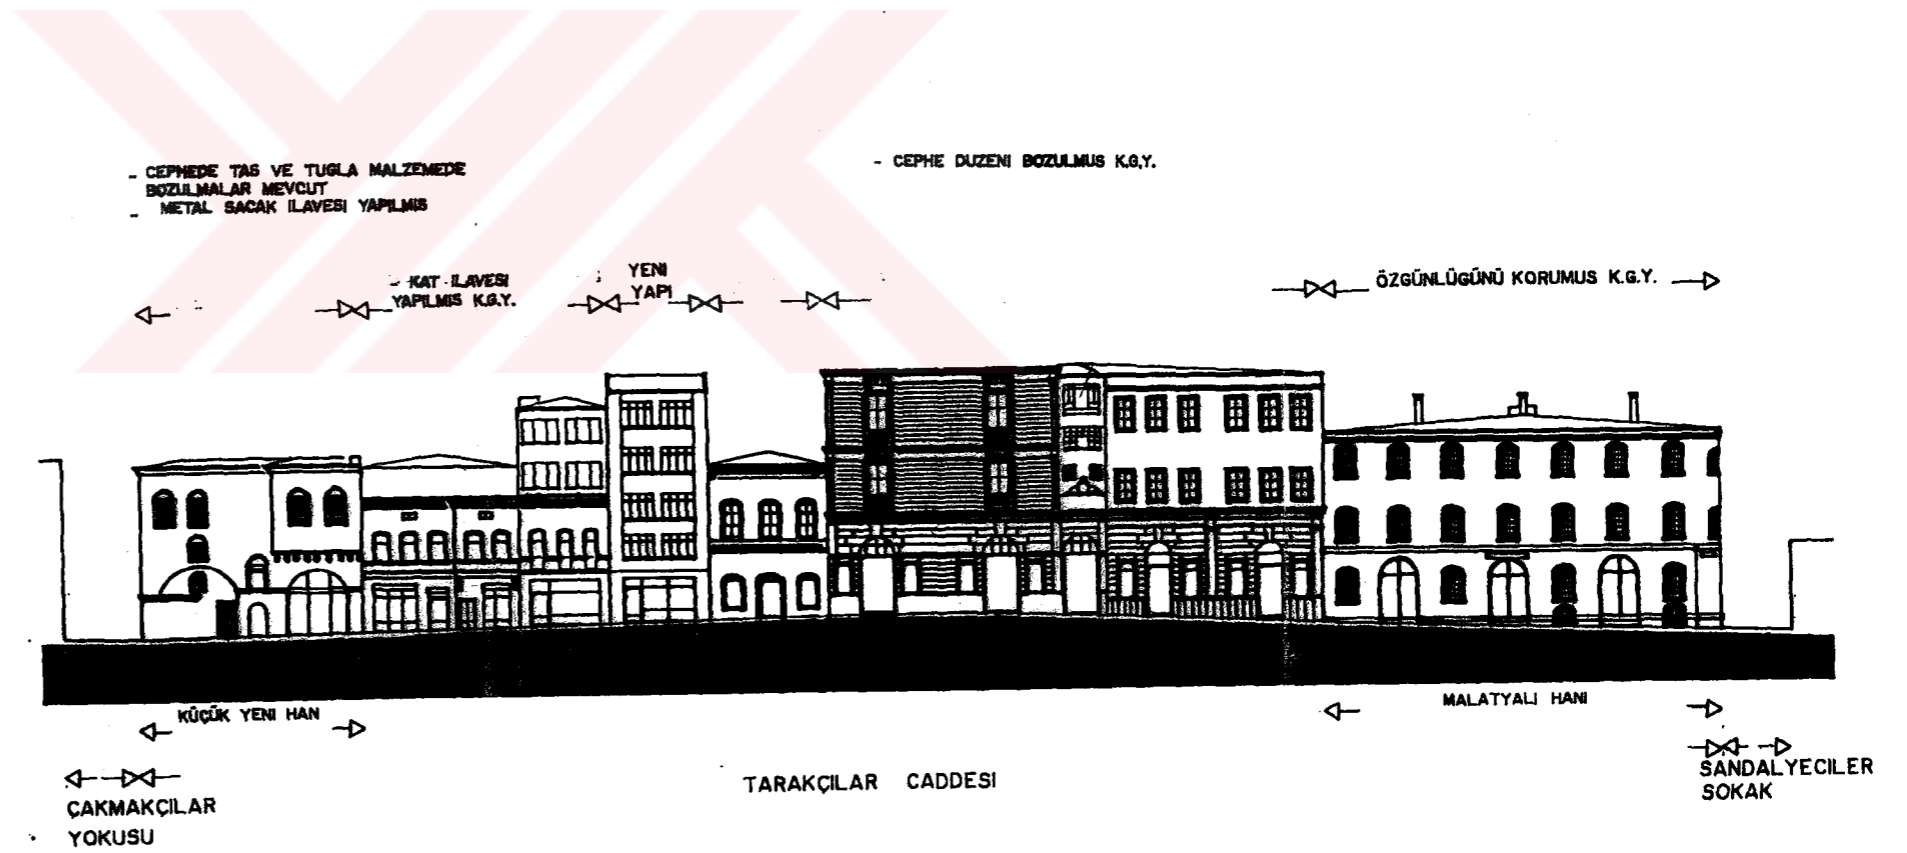 - CEPHEDE TAS VE TUGLA MALZEMEDE
BOZULMALAR MEVCUT
- METAL SACAK ILAVESI YAPILMIS
- CEPHE DUZENI BOZULMUS K.G.Y.
- KAT ILAVESI
YAPILMIS K.G.Y.
YENI
YAPI
ÖZGÜNLÜGÜNÜ KORUMUS K.G.Y.
KÜÇÜK YENI HAN
MALATYALI HANI
ÇAKMAKÇILAR
YOKUSU
TARAKÇILAR CADDESI
SANDALYECILER
SOKAK